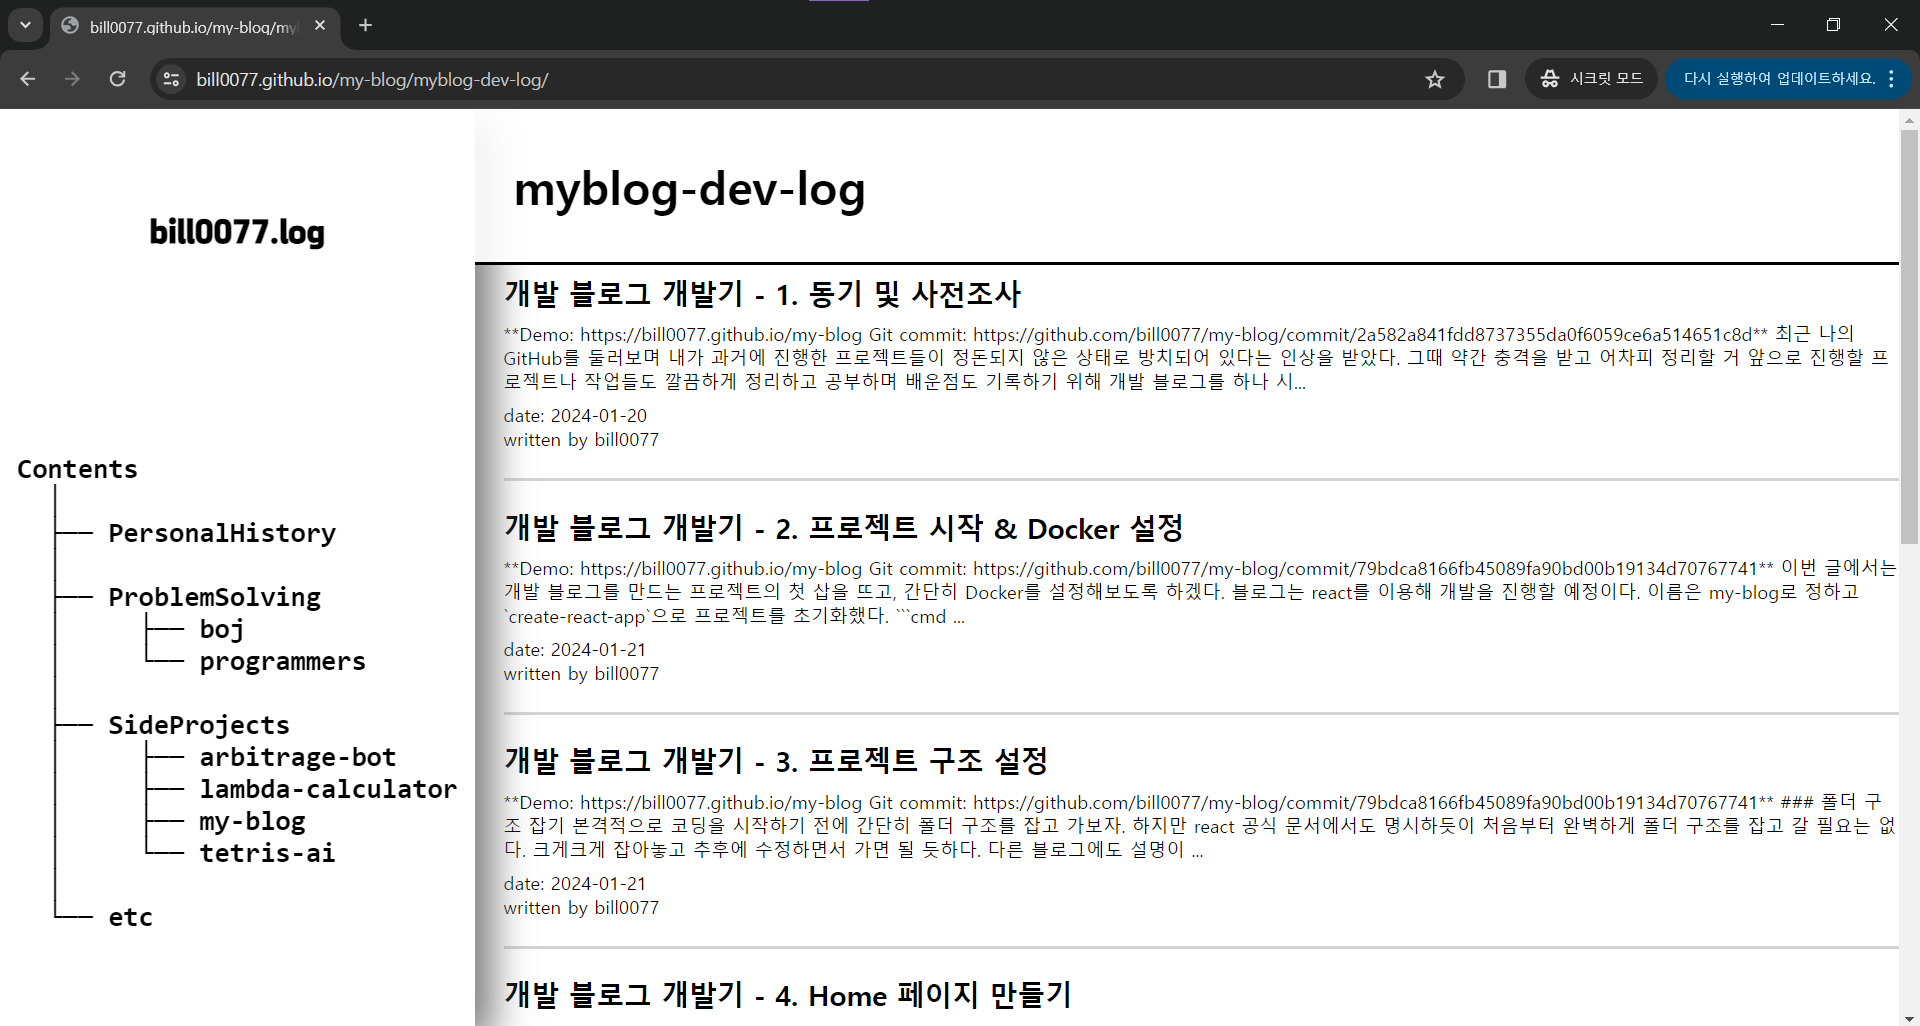 bill0077.github.io/my-blog/my
bill0077.github.io/my-blog/myblog-dev-log/
시크릿 모드
다시 실행하여 업데이트하세요.
bill0077.log
Contents
├── PersonalHistory
├── ProblemSolving
├── boj
└── programmers
├── SideProjects
├── arbitrage-bot
├── lambda-calculator
├── my-blog
└── tetris-ai
└── etc
myblog-dev-log
개발 블로그 개발기 - 1. 동기 및 사전조사
**Demo: https://bill0077.github.io/my-blog Git commit: https://github.com/bill0077/my-blog/commit/2a582a841fdd8737355da0f6059ce6a514651c8d** 최근 나의
GitHub를 둘러보며 내가 과거에 진행한 프로젝트들이 정돈되지 않은 상태로 방치되어 있다는 인상을 받았다. 그때 약간 충격을 받고 어차피 정리할 거 앞으로 진행할 프
로젝트나 작업들도 깔끔하게 정리하고 공부하며 배운점도 기록하기 위해 개발 블로그를 하나 시...
date: 2024-01-20
written by bill0077
개발 블로그 개발기 - 2. 프로젝트 시작 & Docker 설정
**Demo: https://bill0077.github.io/my-blog Git commit: https://github.com/bill0077/my-blog/commit/79bdca8166fb45089fa90bd00b19134d70767741** 이번 글에서는
개발 블로그를 만드는 프로젝트의 첫 삽을 뜨고, 간단히 Docker를 설정해보도록 하겠다. 블로그는 react를 이용해 개발을 진행할 예정이다. 이름은 my-blog로 정하고
`create-react-app`으로 프로젝트를 초기화했다. ```cmd ...
date: 2024-01-21
written by bill0077
개발 블로그 개발기 - 3. 프로젝트 구조 설정
**Demo: https://bill0077.github.io/my-blog Git commit: https://github.com/bill0077/my-blog/commit/79bdca8166fb45089fa90bd00b19134d70767741** ### 폴더 구
조 잡기 본격적으로 코딩을 시작하기 전에 간단히 폴더 구조를 잡고 가보자. 하지만 react 공식 문서에서도 명시하듯이 처음부터 완벽하게 폴더 구조를 잡고 갈 필요는 없
다. 크게크게 잡아놓고 추후에 수정하면서 가면 될 듯하다. 다른 블로그에도 설명이 ...
date: 2024-01-21
written by bill0077
개발 블로그 개발기 - 4. Home 페이지 만들기